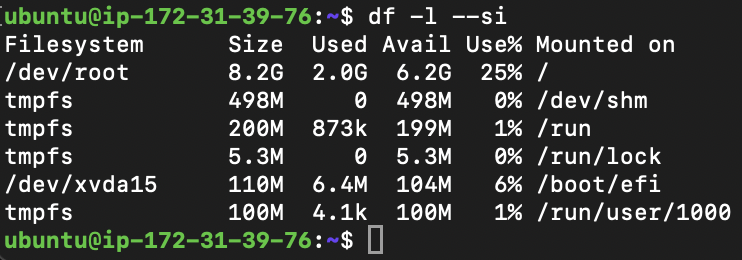 ubuntu@ip-172-31-39-76:~$ df -l --si
Filesystem      Size  Used Avail Use% Mounted on
/dev/root       8.2G  2.0G  6.2G  25% /
tmpfs           498M     0  498M   0% /dev/shm
tmpfs           200M  873k  199M   1% /run
tmpfs           5.3M     0  5.3M   0% /run/lock
/dev/xvda15     110M  6.4M  104M   6% /boot/efi
tmpfs           100M  4.1k  100M   1% /run/user/1000
ubuntu@ip-172-31-39-76:~$